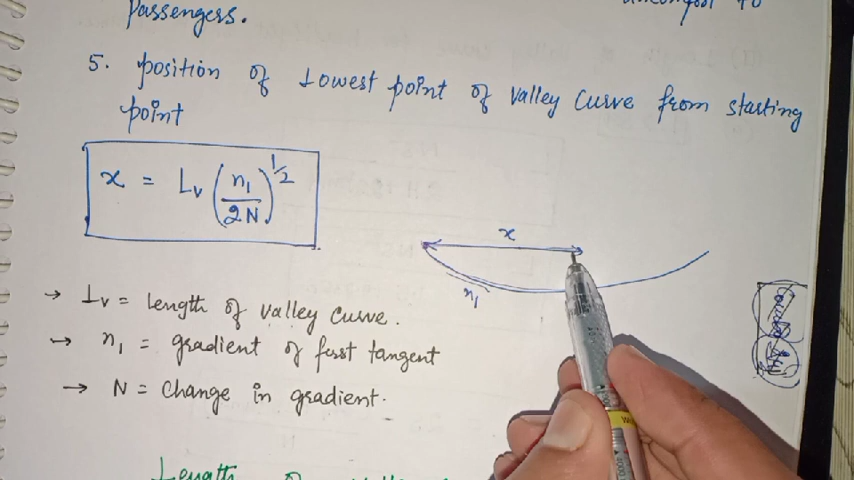 passengers.
5. position of Lowest point of valley curve from starting
point
x = Lv (n1/2N)^1/2
x
n1
→ Lv = length of valley curve.
→ n1 = gradient of first tangent
→ N = change in gradient.
Length of